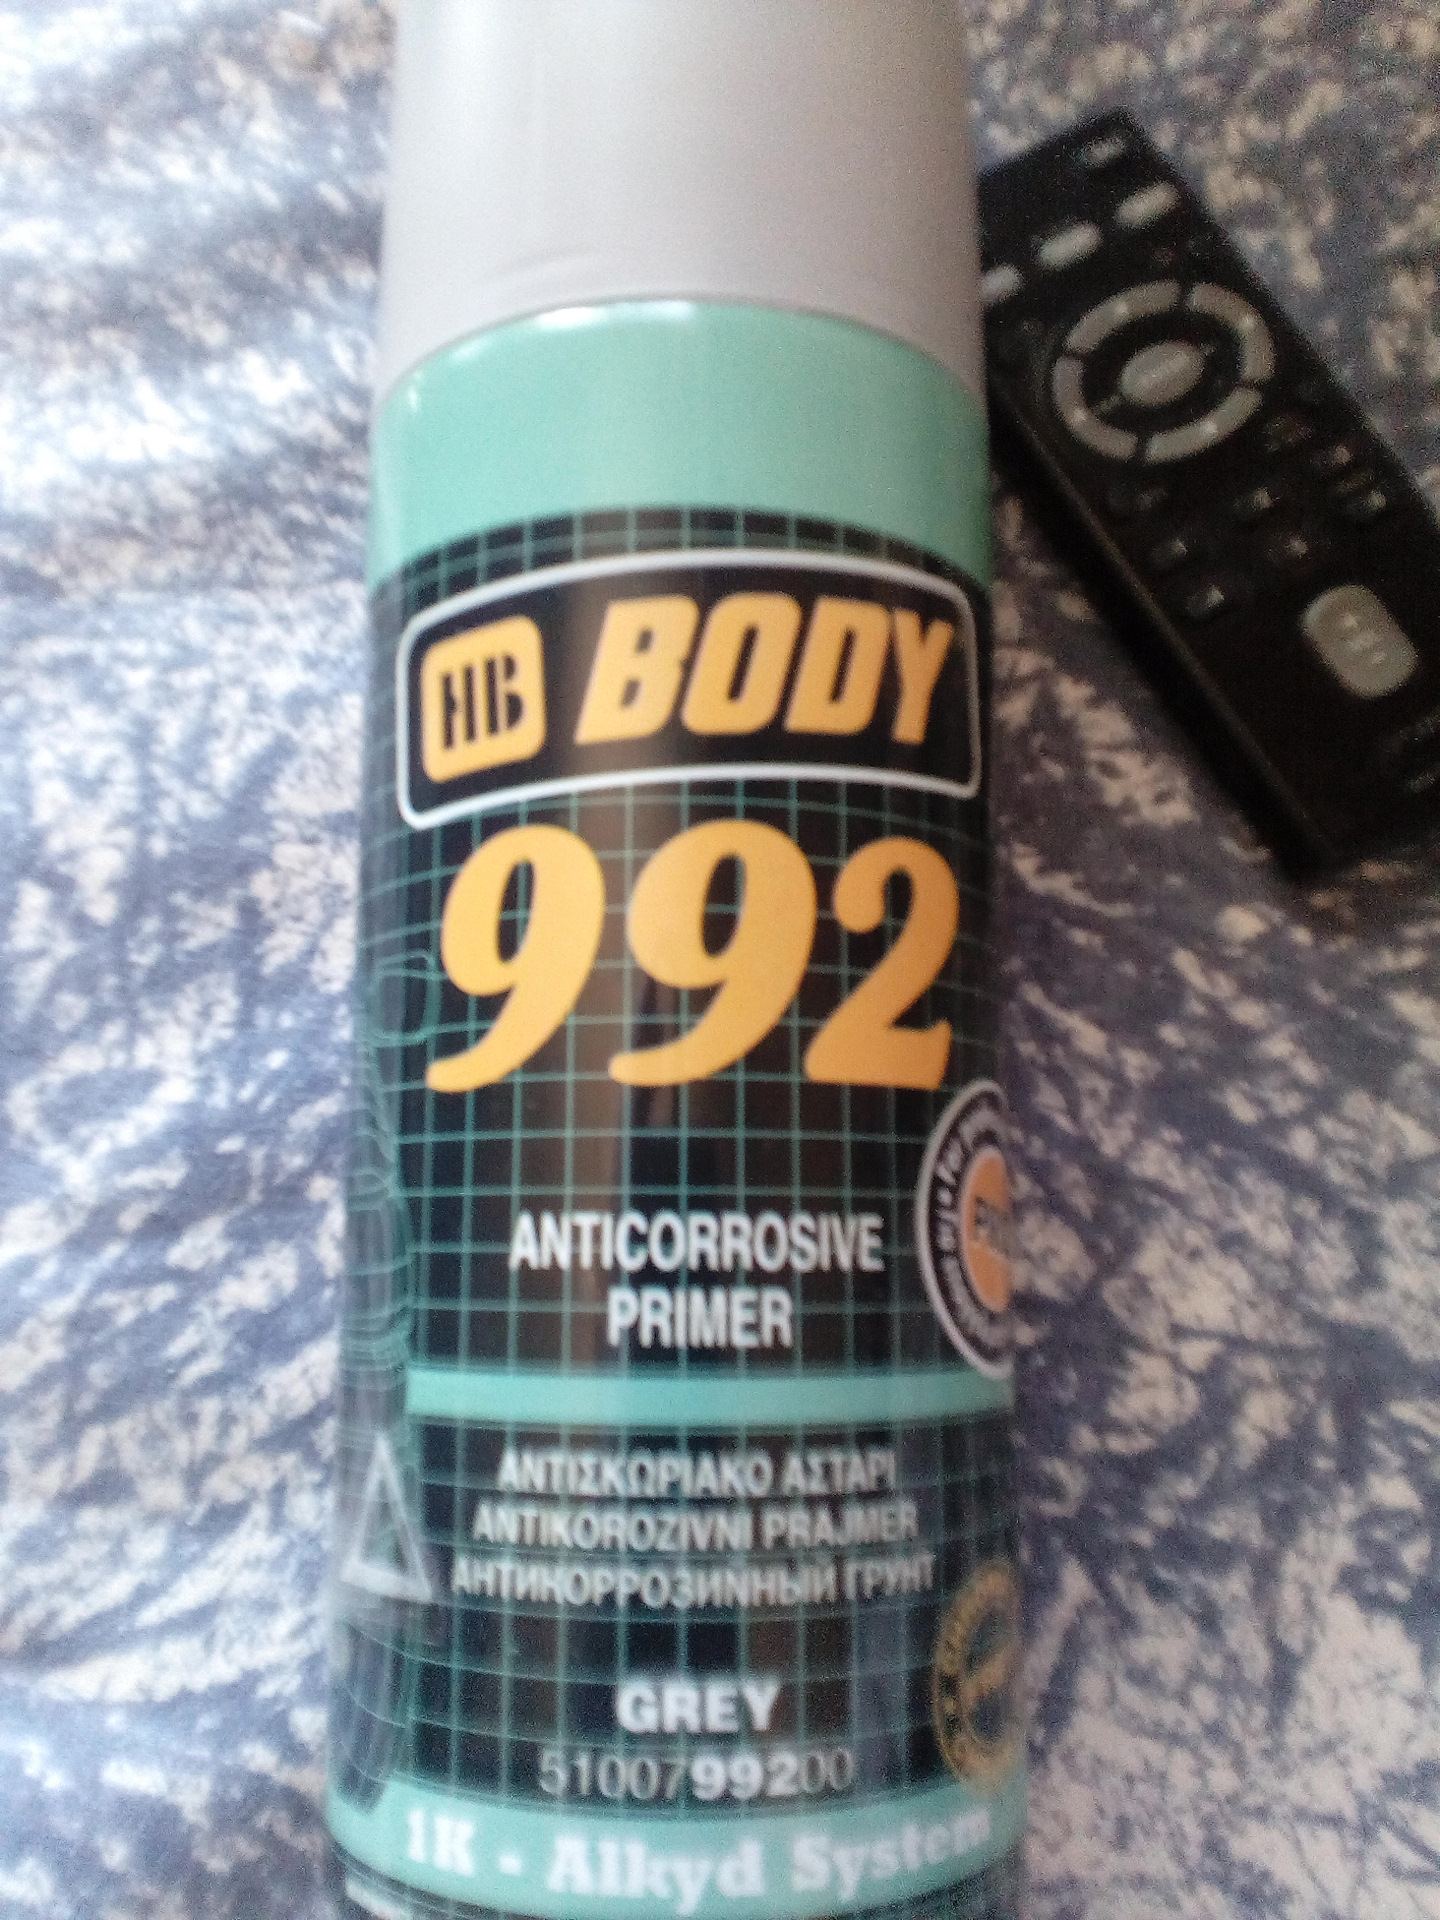 HB BODY
992
ANTICORROSIVE
PRIMER
ΑΝΤΙΣΚΩΡΙΑΚΟ ΑΣΤΑΡΙ
ANTIKOROZIVNI PRAJMER
АНТИКОРРОЗИННЫЙ ГРУНТ
GREY
5100799200
1K - Alkyd System